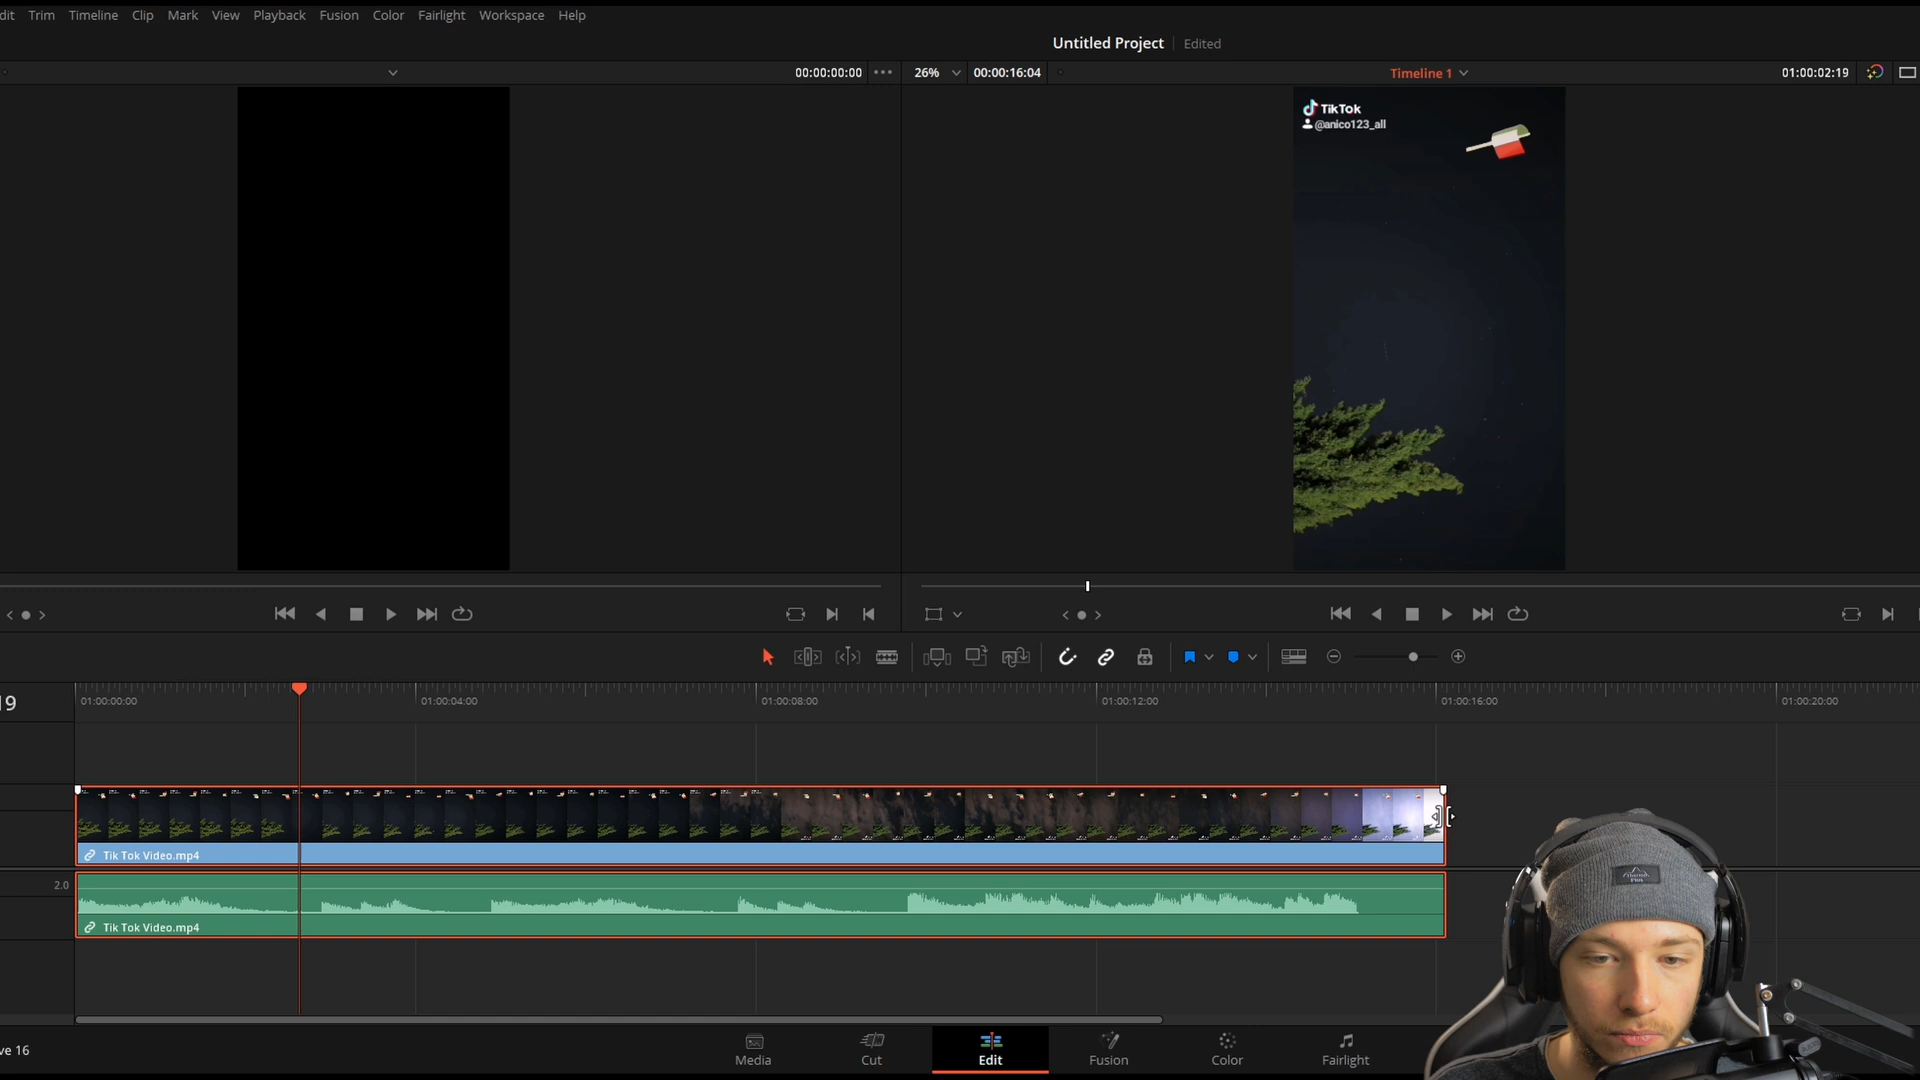 dit Trim Timeline Clip Mark View Playback Fusion Color Fairlight Workspace Help
Untitled Project Edited
00:00:00:00 26% 00:00:16:04 Timeline 1 01:00:02:19
TikTok
@anico123_all
19 01:00:00:00 01:00:04:00 01:00:08:00 01:00:12:00 01:00:16:00 01:00:20:00
Tik Tok Video.mp4
2.0
Tik Tok Video.mp4
ve 16
Media Cut Edit Fusion Color Fairlight